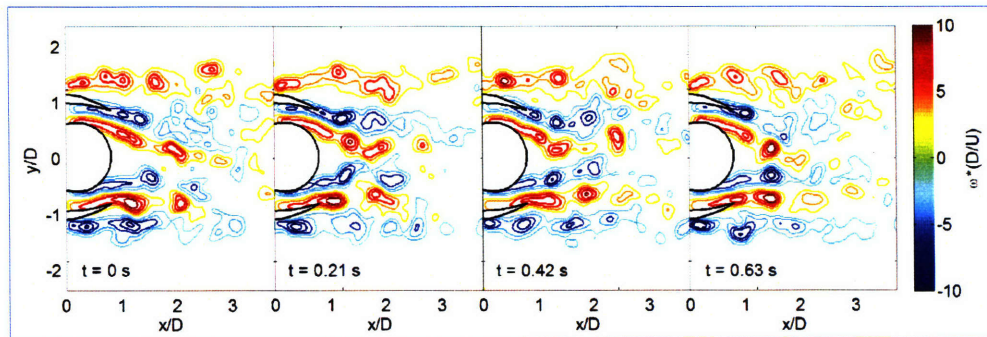 2
1
0
-1
-2
y/D
t = 0 s
t = 0.21 s
t = 0.42 s
t = 0.63 s
0 1 2 3
0 1 2 3
0 1 2 3
0 1 2 3
x/D
x/D
x/D
x/D
10
5
0
-5
-10
ω*(D/U)